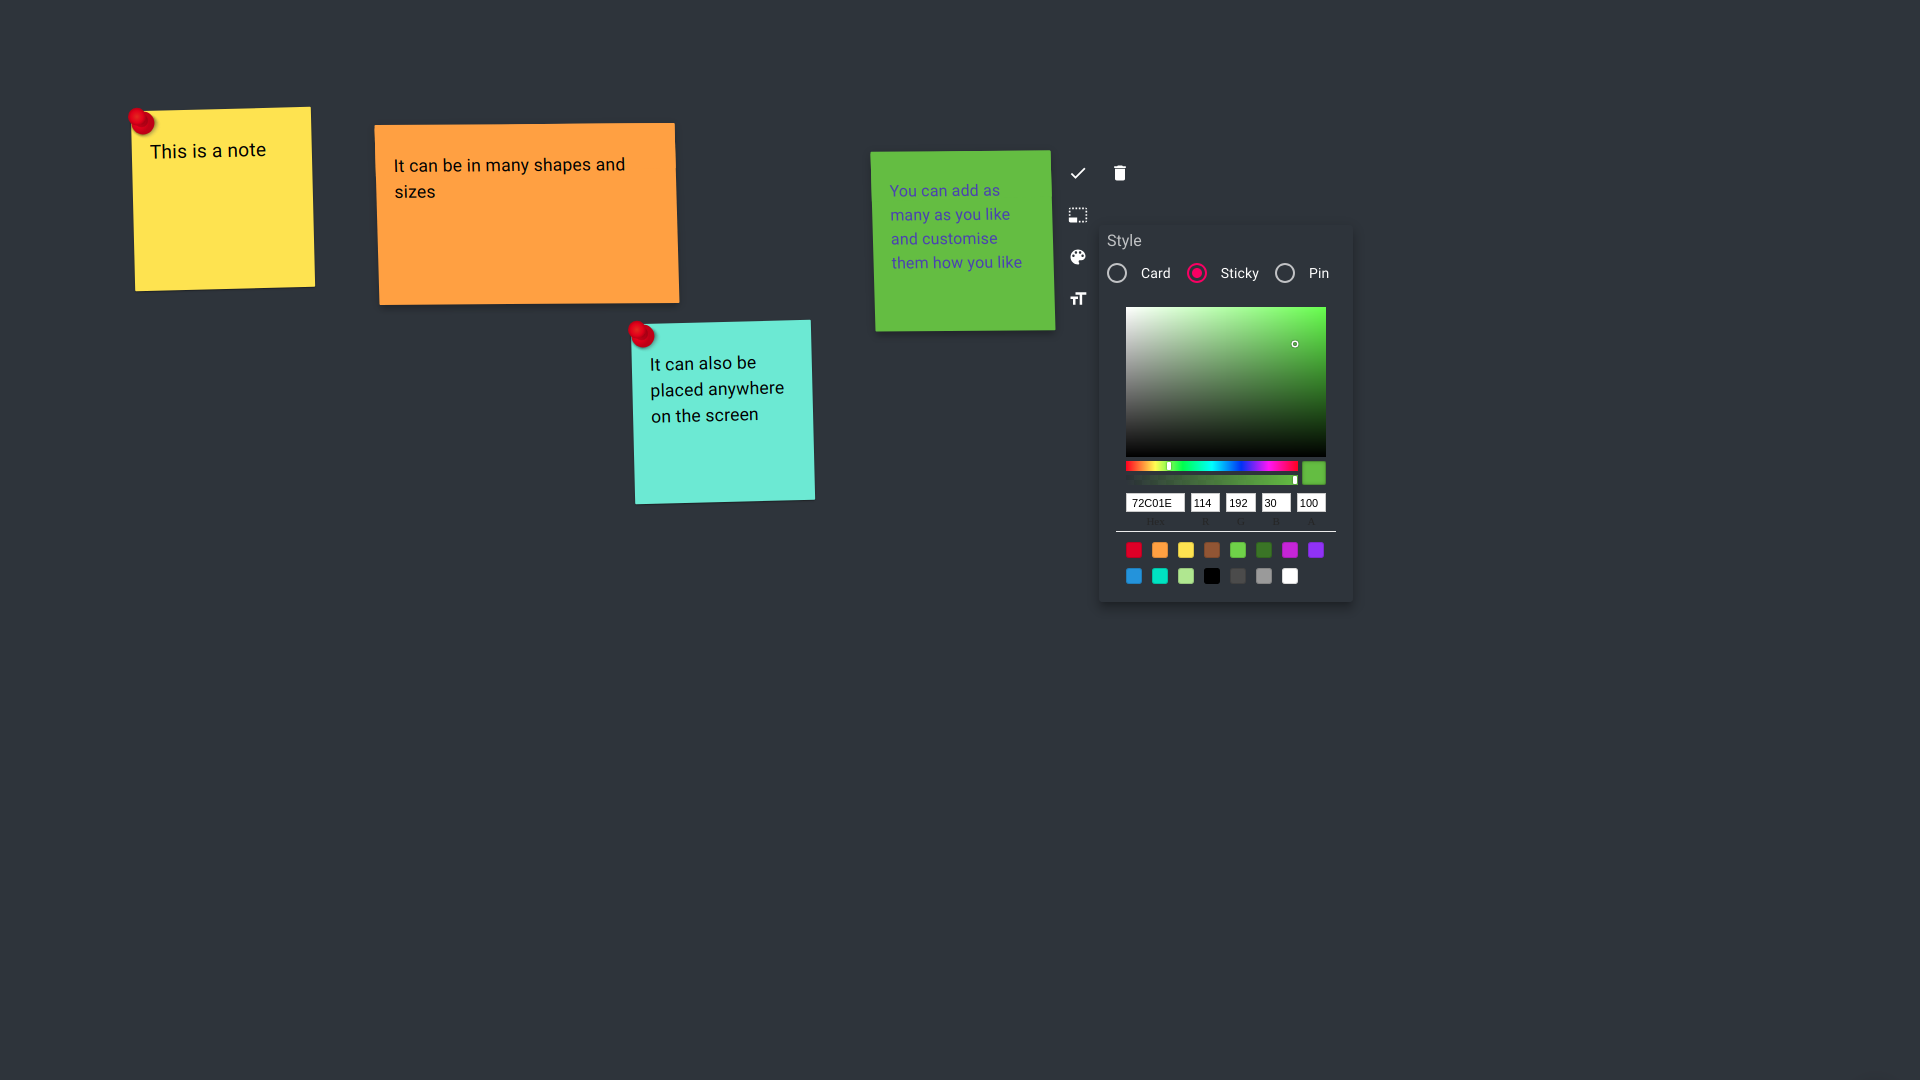 This is a note
It can be in many shapes and
sizes
It can also be
placed anywhere
on the screen
You can add as
many as you like
and customise
them how you like
Style
Card Sticky Pin
72C01E 114 192 30 100
Hex R G B A